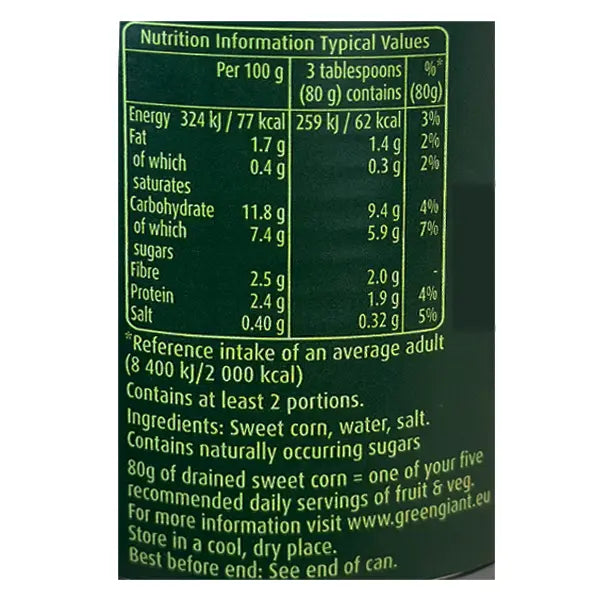 Nutrition Information Typical Values
Per 100 g 3 tablespoons (80 g) contains %* (80g)
Energy 324 kJ / 77 kcal 259 kJ / 62 kcal 3%
Fat 1.7 g 1.4 g 2%
of which saturates 0.4 g 0.3 g 2%
Carbohydrate 11.8 g 9.4 g 4%
of which sugars 7.4 g 5.9 g 7%
Fibre 2.5 g 2.0 g -
Protein 2.4 g 1.9 g 4%
Salt 0.40 g 0.32 g 5%
*Reference intake of an average adult
(8 400 kJ/2 000 kcal)
Contains at least 2 portions.
Ingredients: Sweet corn, water, salt.
Contains naturally occurring sugars
80g of drained sweet corn = one of your five
recommended daily servings of fruit & veg.
For more information visit www.greengiant.eu
Store in a cool, dry place.
Best before end: See end of can.